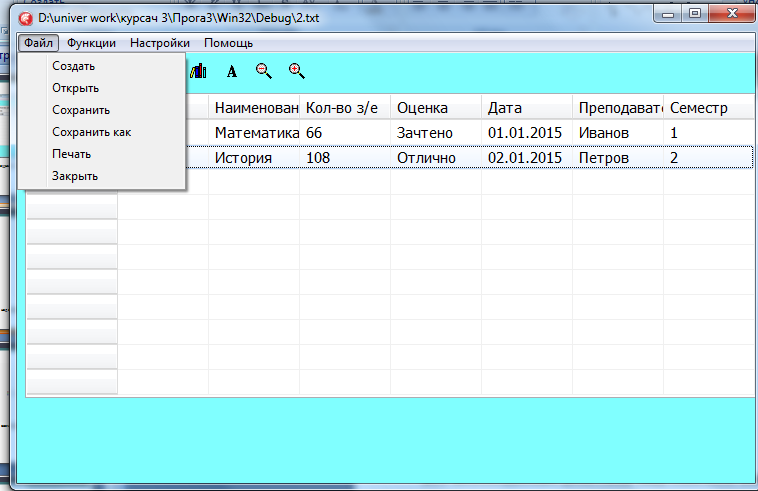 D:\univer work\курсач 3\Прога3\Win32\Debug\2.txt
Файл Функции Настройки Помощь
Создать
Открыть
Сохранить
Сохранить как
Печать
Закрыть
A
Наименован Кол-во з/е Оценка Дата Преподавате Семестр
Математика 66 Зачтено 01.01.2015 Иванов 1
История 108 Отлично 02.01.2015 Петров 2